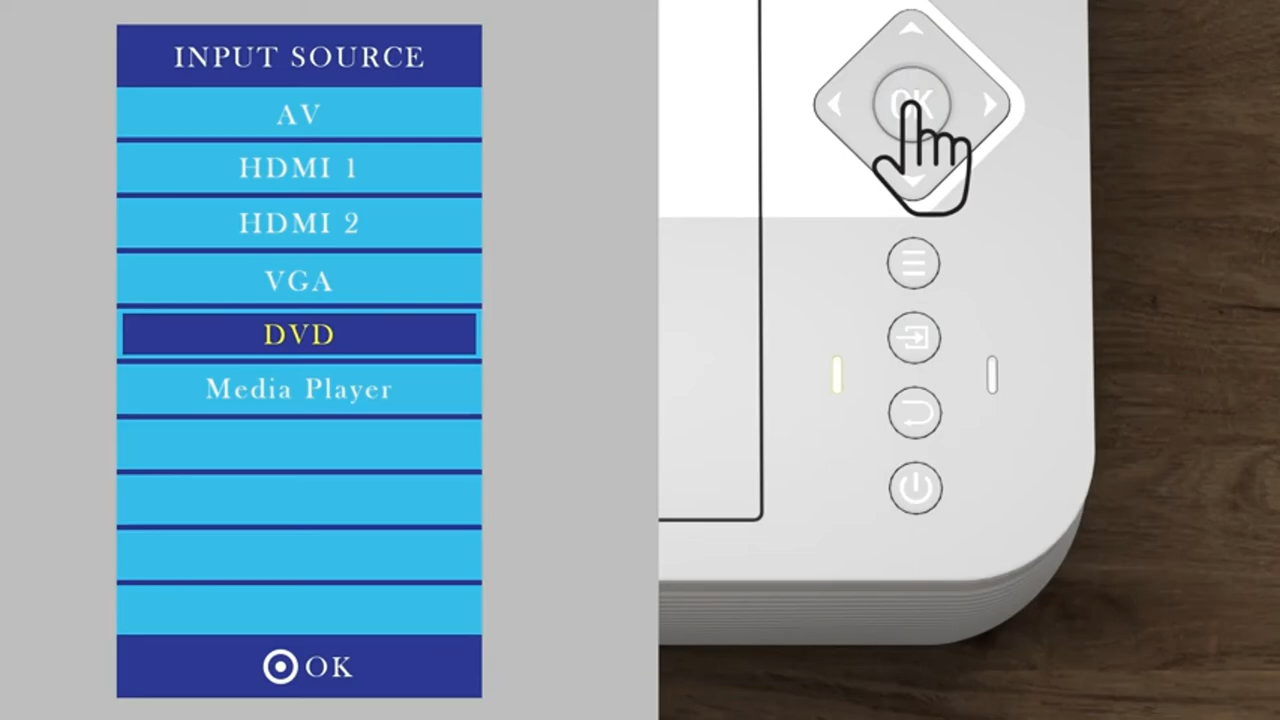 INPUT SOURCE
AV
HDMI 1
HDMI 2
VGA
DVD
Media Player
OK
OK